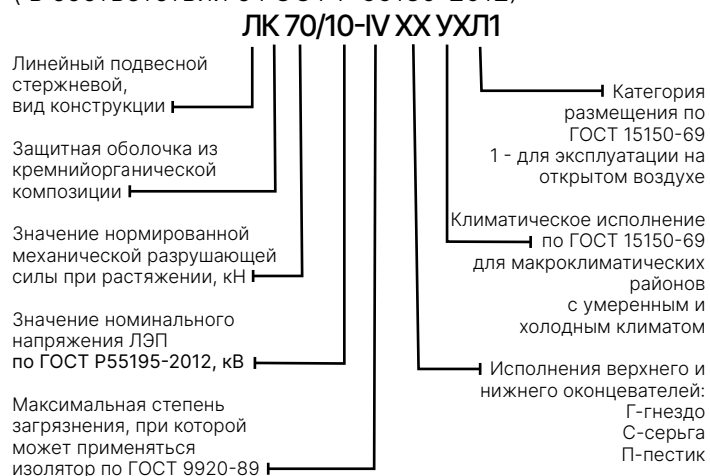 ЛК 70/10-IV ХХ УХЛ1
Линейный подвесной
стержневой,
вид конструкции
Защитная оболочка из
кремнийорганической
композиции
Значение нормированной
механической разрушающей
силы при растяжении, кН
Значение номинального
напряжения ЛЭП
по ГОСТ Р55195-2012, кВ
Максимальная степень
загрязнения, при которой
может применяться
изолятор по ГОСТ 9920-89
Категория
размещения по
ГОСТ 15150-69
1 - для эксплуатации на
открытом воздухе
Климатическое исполнение
по ГОСТ 15150-69
для макроклиматических
районов
с умеренным и
холодным климатом
Исполнения верхнего и
нижнего оконцевателей:
Г-гнездо
С-серьга
П-пестик